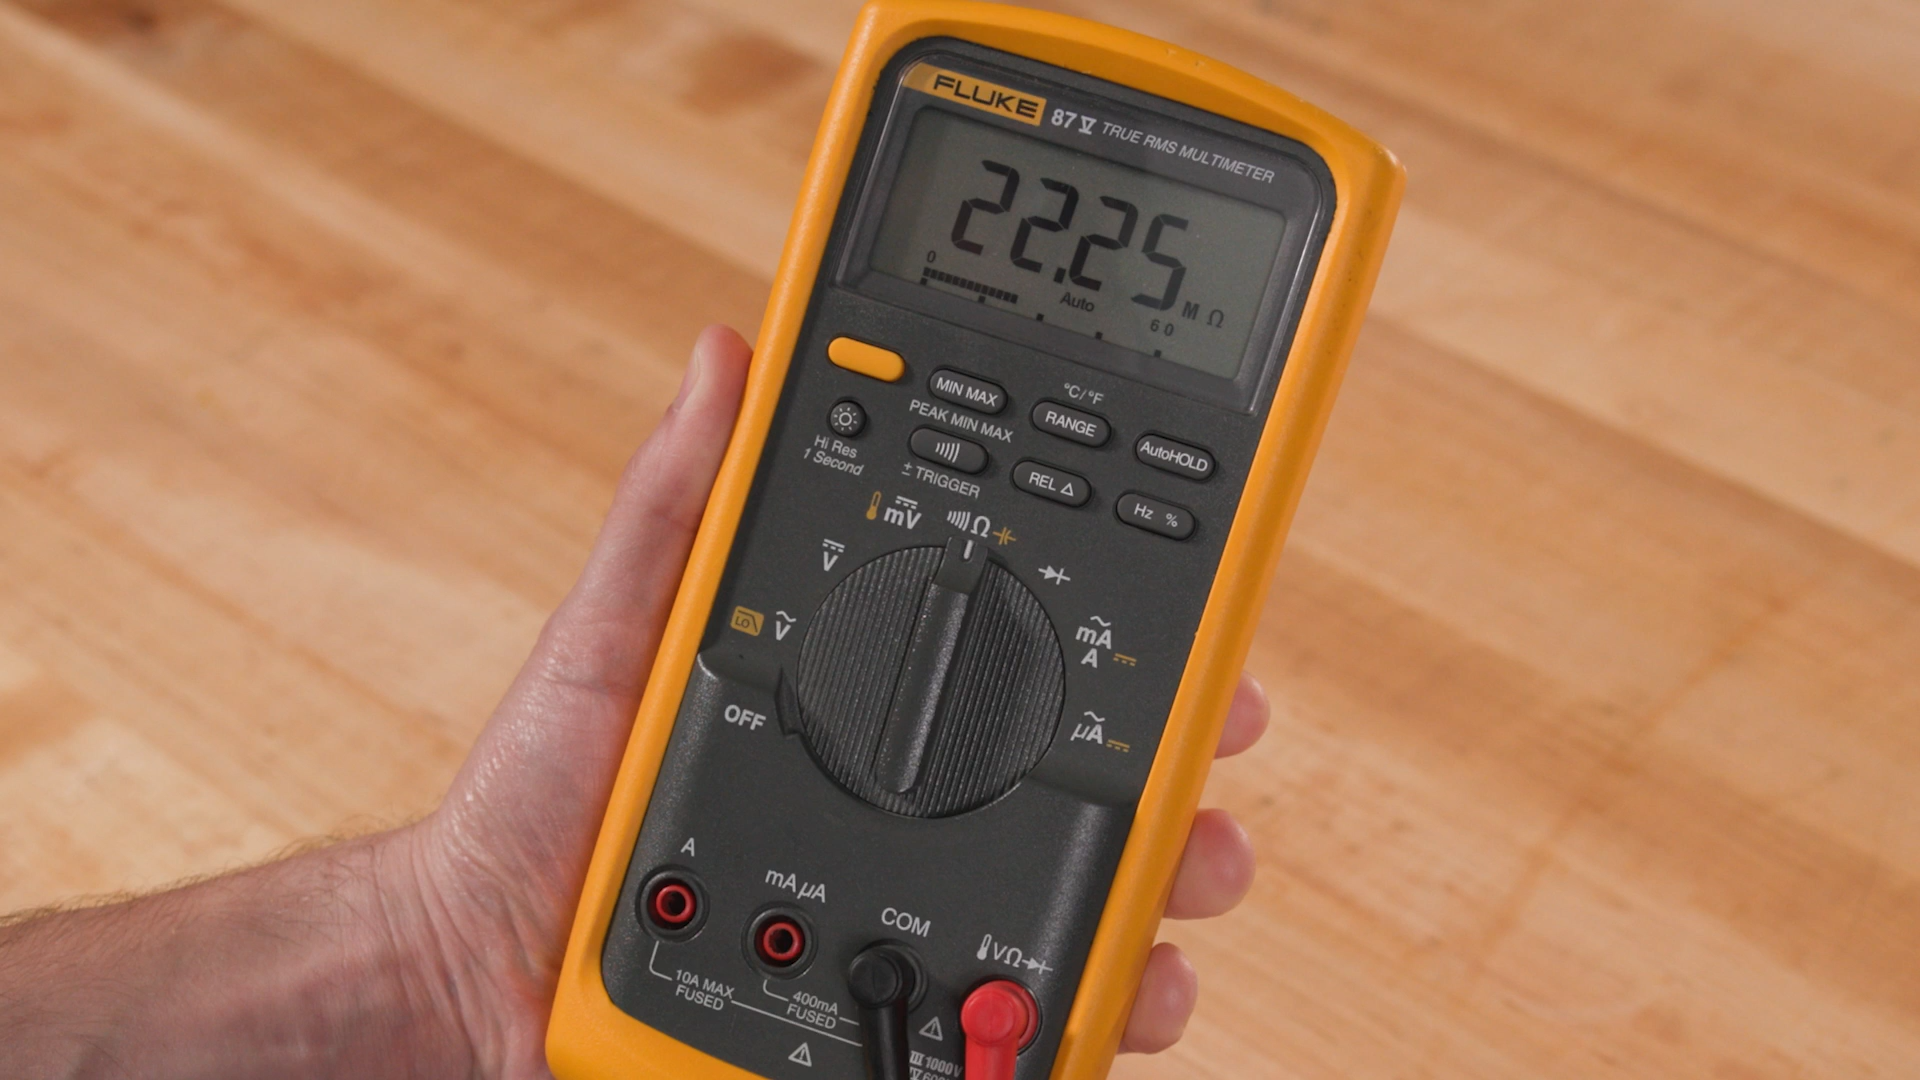 FLUKE 87 V TRUE RMS MULTIMETER
22.25 MΩ
0 Auto 60
MIN MAX
°C/°F
RANGE
AutoHOLD
PEAK MIN MAX
Hi Res
1 Second
± TRIGGER
REL Δ
Hz %
mV
Ω
V
LO V
mA
A
µA
OFF
A
mA µA
COM
VΩ
10A MAX
FUSED
400mA
FUSED
III 1000V